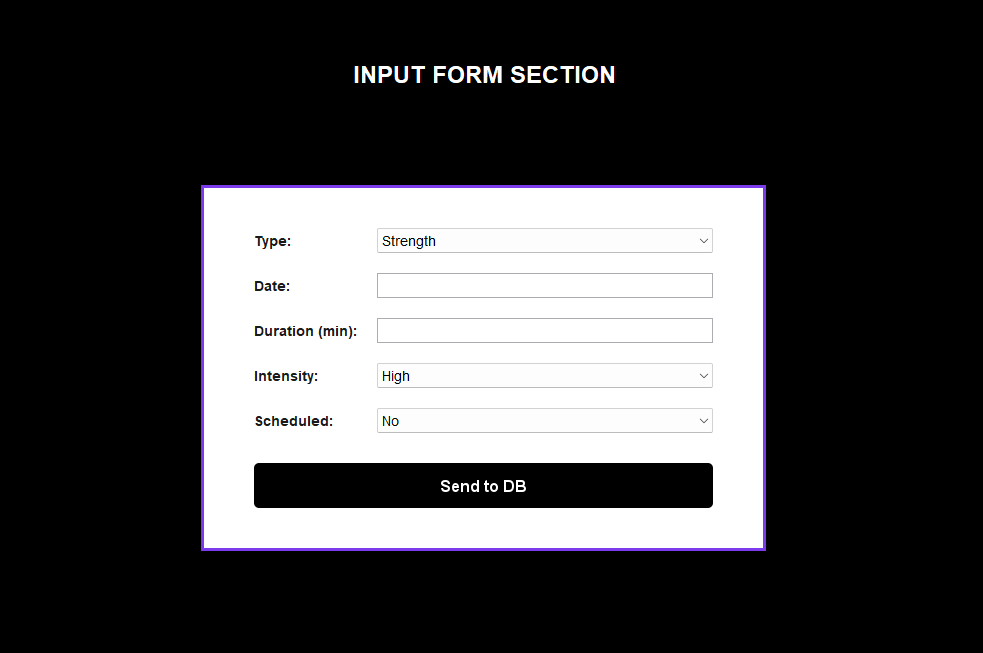 INPUT FORM SECTION
Type: Strength
Date:
Duration (min):
Intensity: High
Scheduled: No
Send to DB